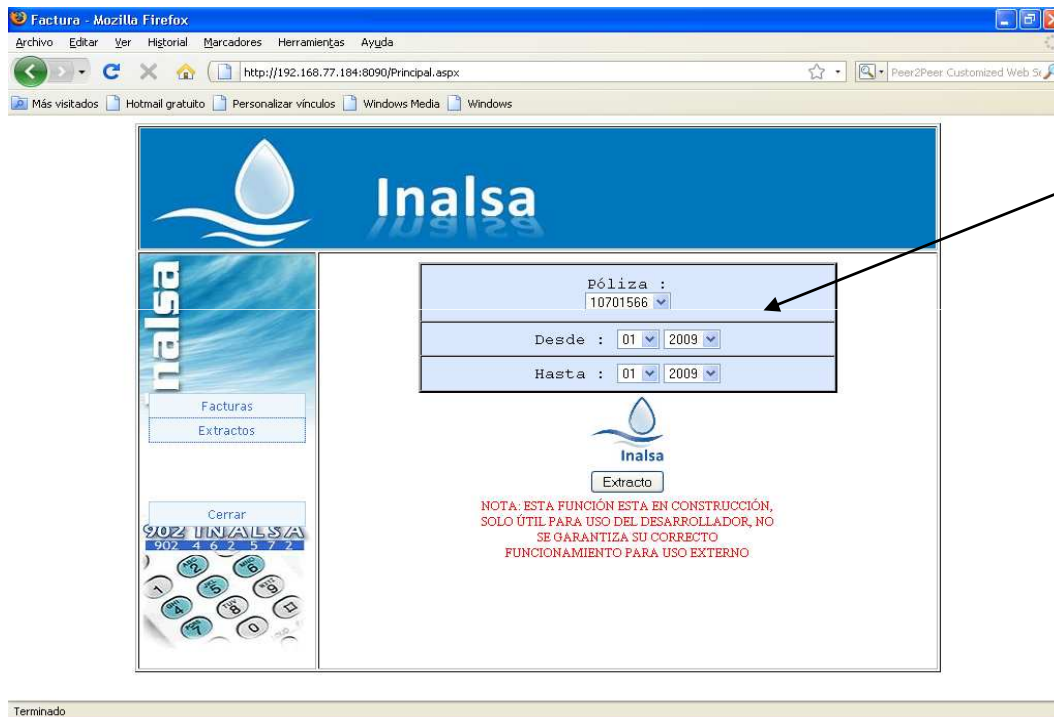 Factura - Mozilla Firefox
Archivo Editar Ver Historial Marcadores Herramientas Ayuda
http://192.168.77.184:8090/Principal.aspx
Peer2Peer Customized Web
Más visitados Hotmail gratuito Personalizar vínculos Windows Media Windows
Inalsa
nalsa
Póliza :
10701566
Desde : 01 2009
Hasta : 01 2009
Facturas
Extractos
Inalsa
Extracto
Cerrar
NOTA: ESTA FUNCIÓN ESTA EN CONSTRUCCIÓN,
SOLO ÚTIL PARA USO DEL DESARROLLADOR, NO
SE GARANTIZA SU CORRECTO
FUNCIONAMIENTO PARA USO EXTERNO
902 INALSA
902 4 6 2 5 7 2
Terminado